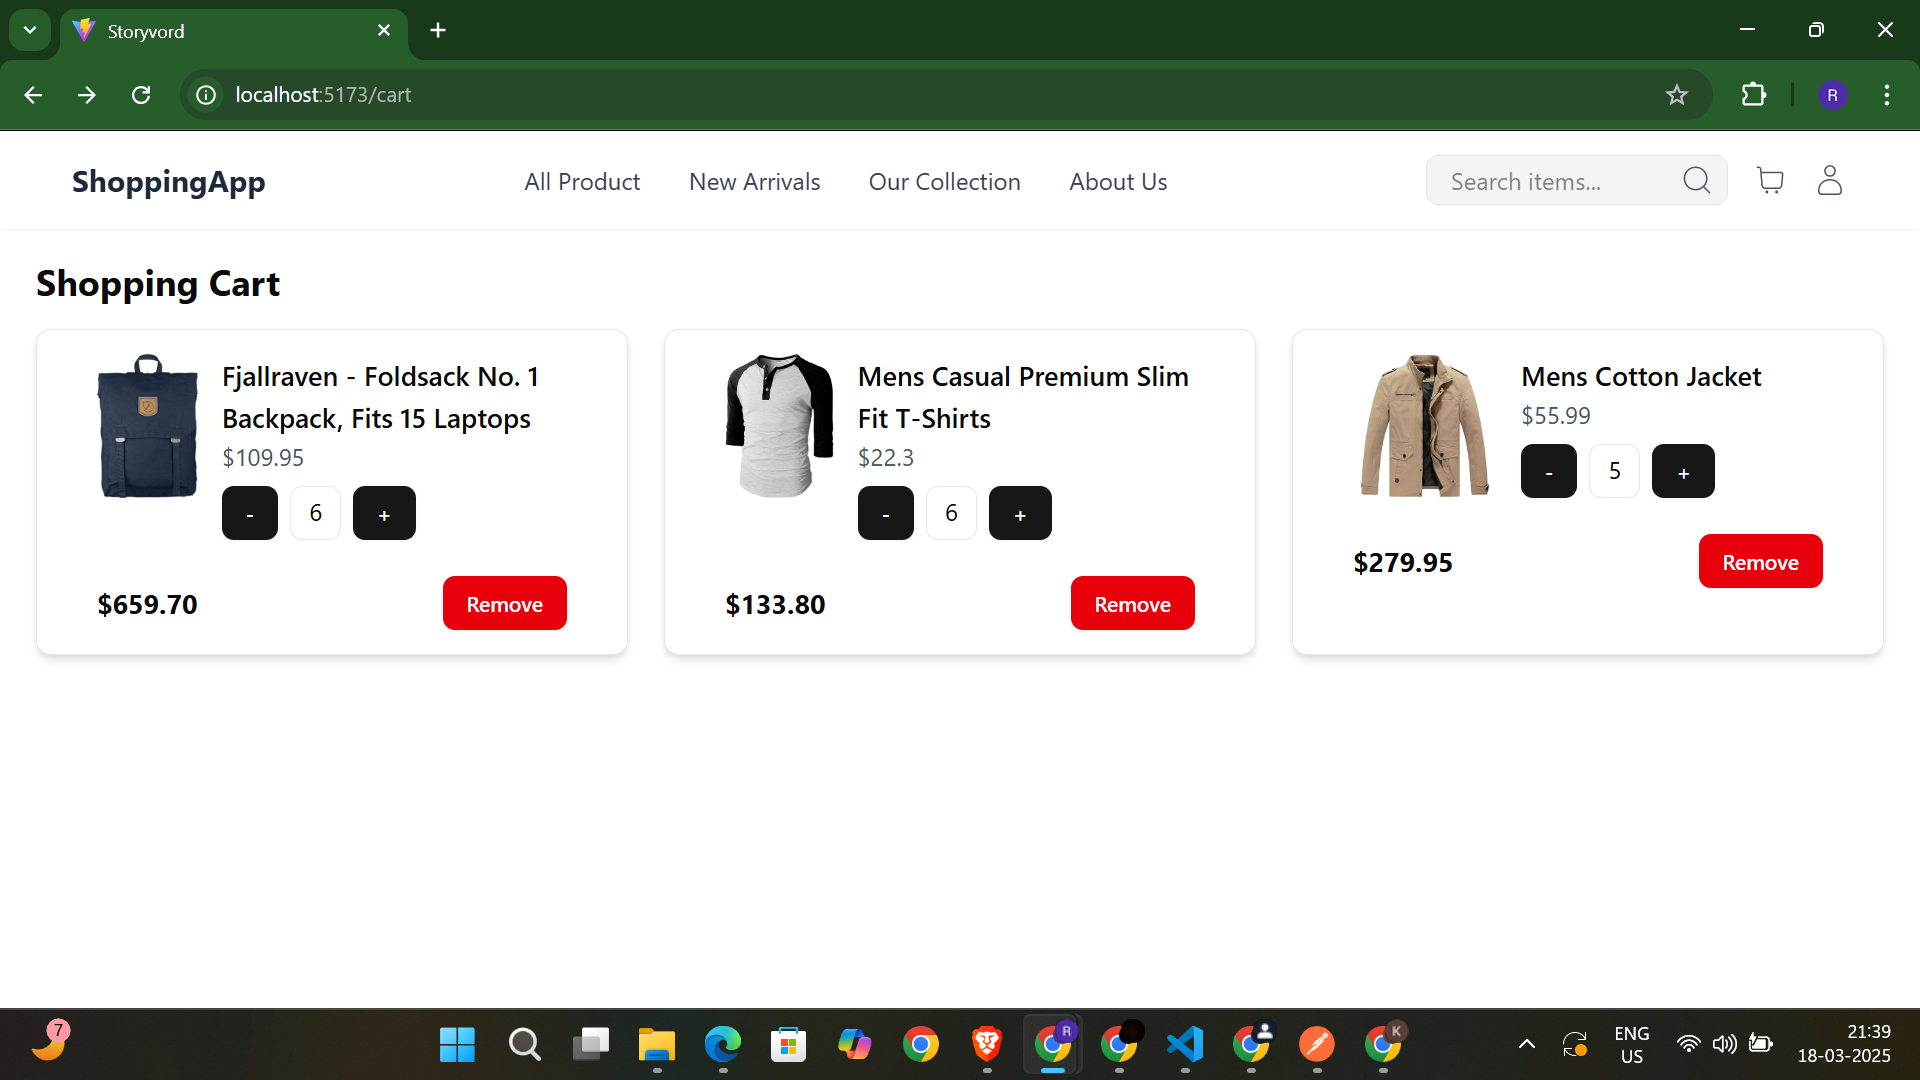 Storyvord
localhost:5173/cart
R
ShoppingApp
All Product
New Arrivals
Our Collection
About Us
Search items...
Shopping Cart
Fjallraven - Foldsack No. 1
Backpack, Fits 15 Laptops
$109.95
- 6 +
$659.70
Remove
Mens Casual Premium Slim
Fit T-Shirts
$22.3
- 6 +
$133.80
Remove
Mens Cotton Jacket
$55.99
- 5 +
$279.95
Remove
7
R
K
ENG
US
21:39
18-03-2025